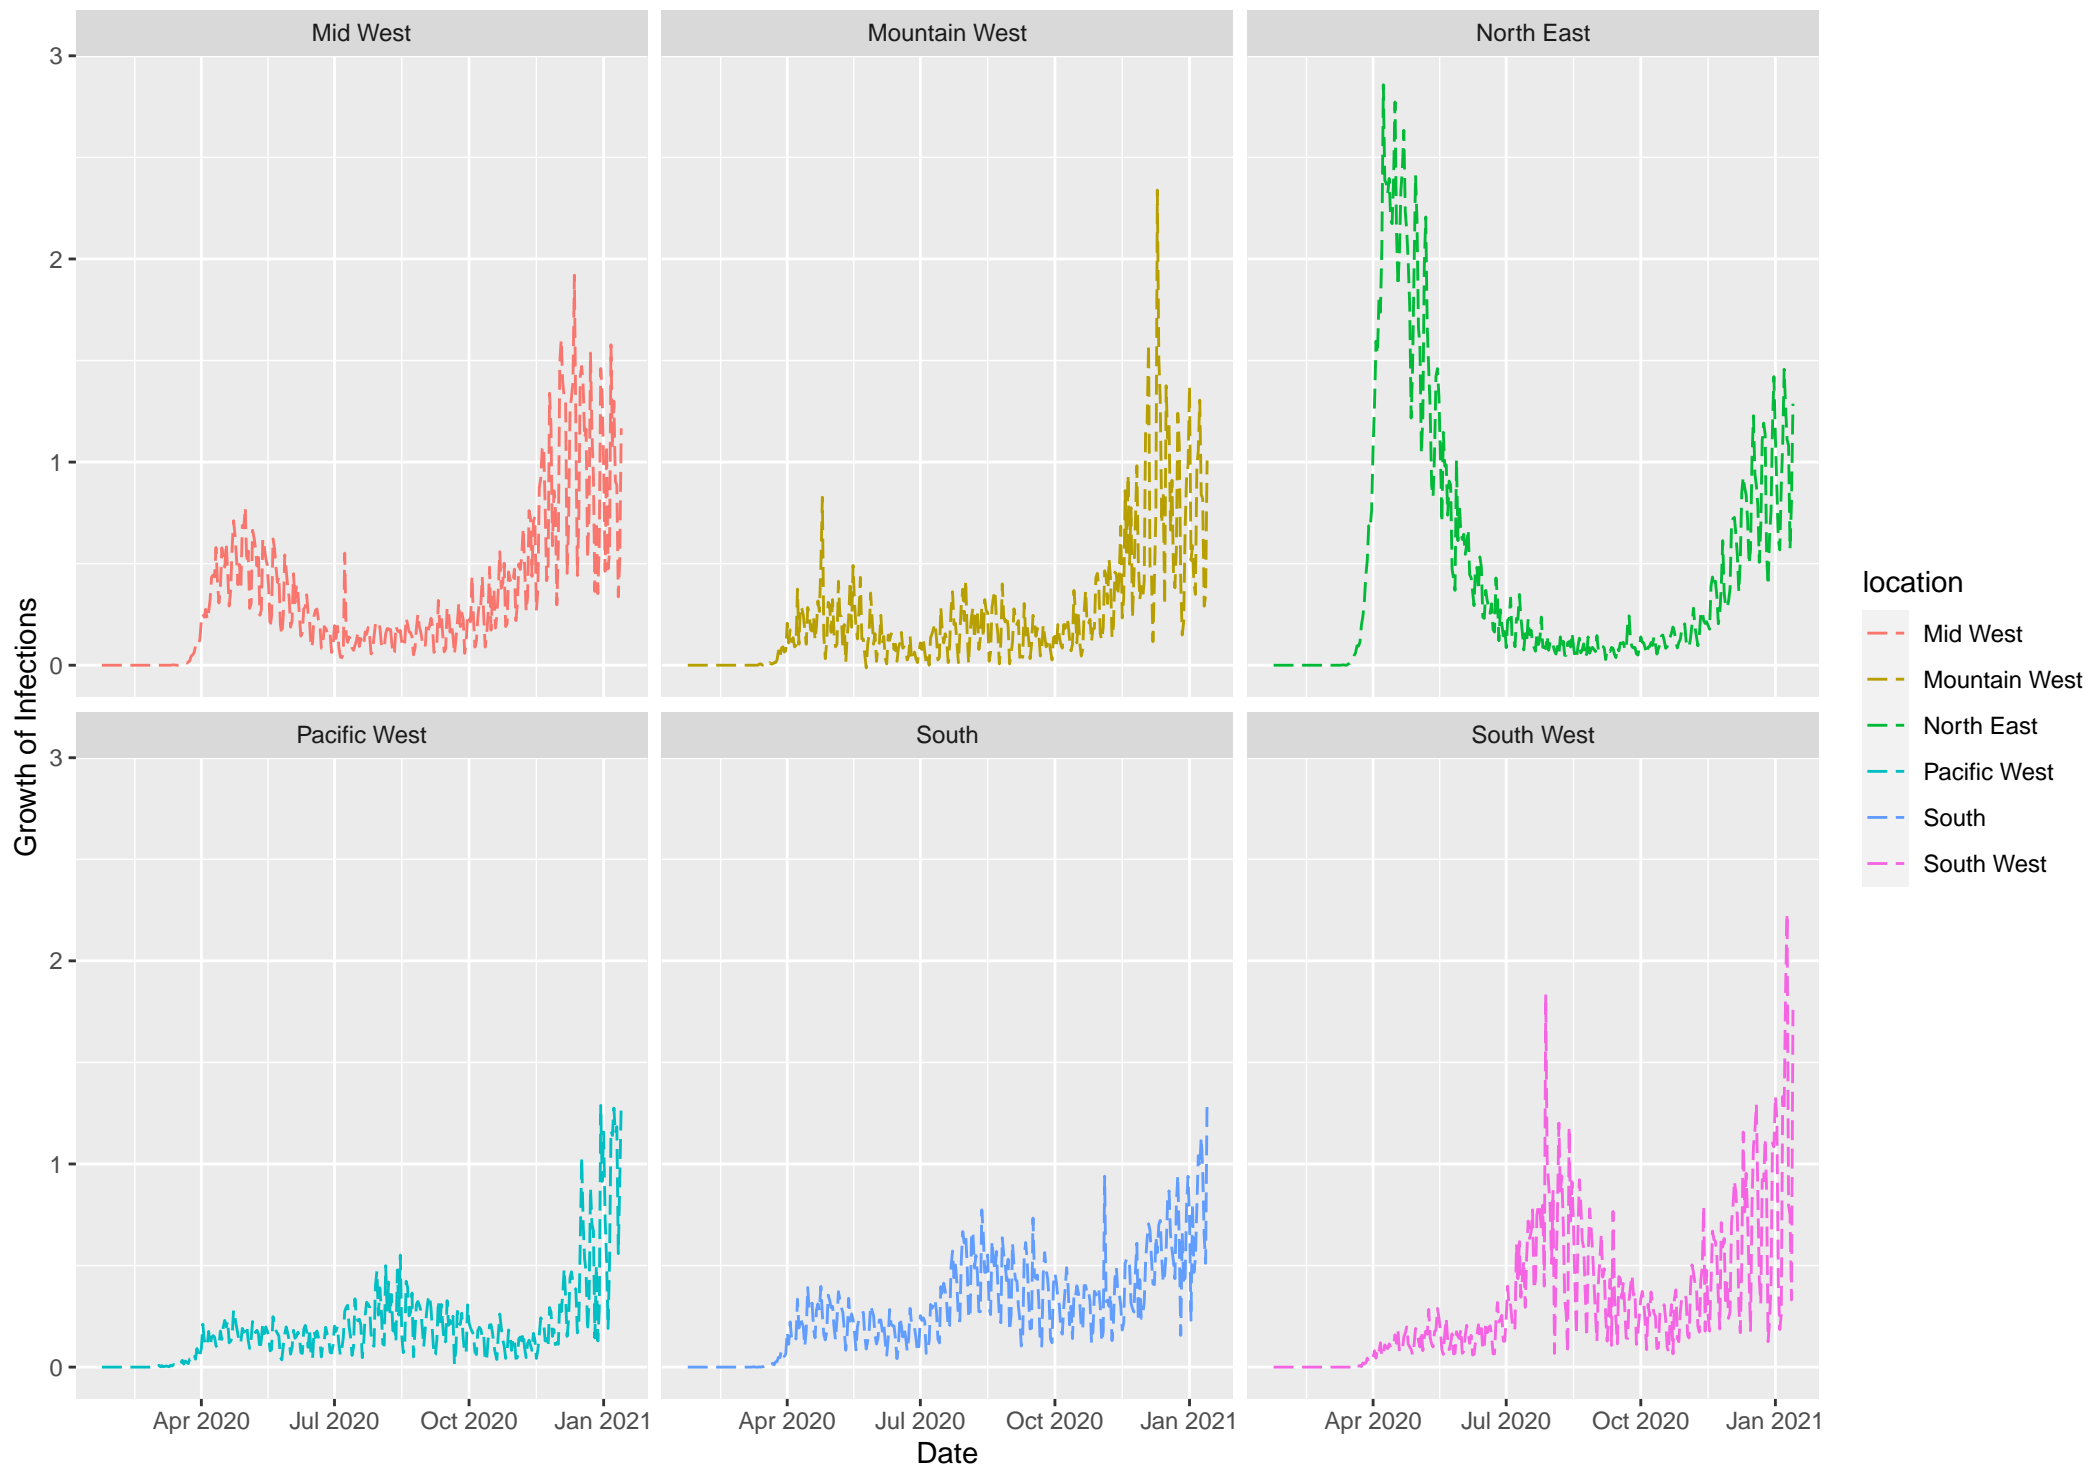 Mid West
Mountain West
North East
3
2
1
0
Pacific West
South
South West
3
2
1
0
Apr 2020
Jul 2020
Oct 2020
Jan 2021
Apr 2020
Jul 2020
Oct 2020
Jan 2021
Apr 2020
Jul 2020
Oct 2020
Jan 2021
Date
Growth of Infections
location
Mid West
Mountain West
North East
Pacific West
South
South West